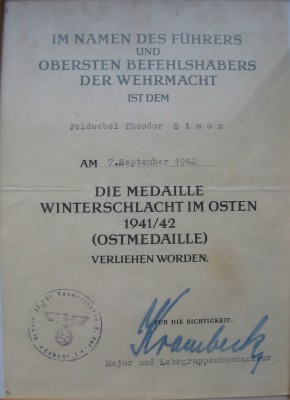 IM NAMEN DES FÜHRERS
UND
OBERSTEN BEFEHLSHABERS
DER WEHRMACHT
IST DEM
Feldwebel Theodor Simon
AM 7.September 1942
DIE MEDAILLE
WINTERSCHLACHT IM OSTEN
1941/42
(OSTMEDAILLE)
VERLIEHEN WORDEN.
FÜR DIE RICHTIGKEIT:
Krambeck
Major und Lehrgruppenkommandeur